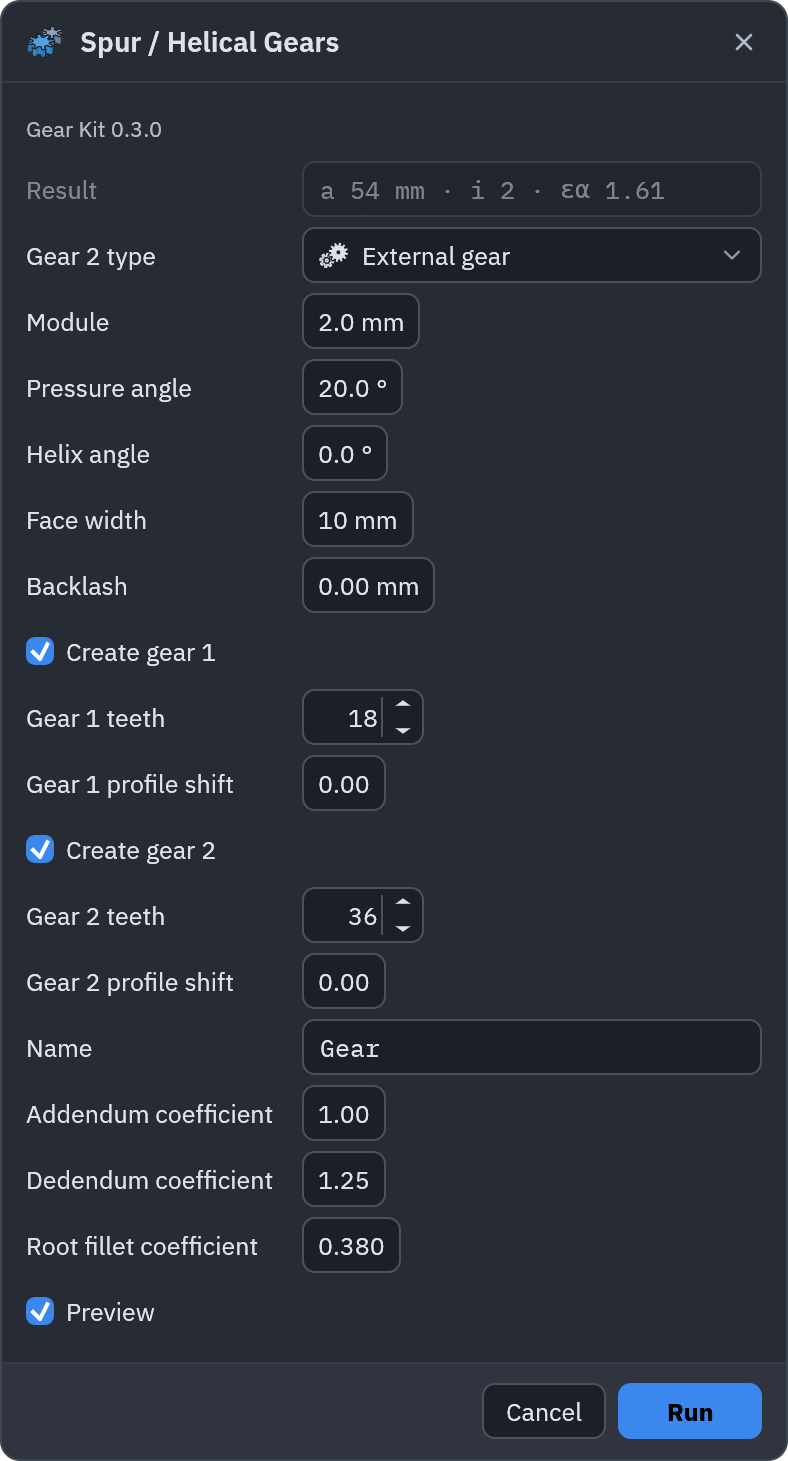 Spur / Helical Gears
Gear Kit 0.3.0
Result a 54 mm · i 2 · εα 1.61
Gear 2 type External gear
Module 2.0 mm
Pressure angle 20.0 °
Helix angle 0.0 °
Face width 10 mm
Backlash 0.00 mm
Create gear 1
Gear 1 teeth 18
Gear 1 profile shift 0.00
Create gear 2
Gear 2 teeth 36
Gear 2 profile shift 0.00
Name Gear
Addendum coefficient 1.00
Dedendum coefficient 1.25
Root fillet coefficient 0.380
Preview
Cancel Run